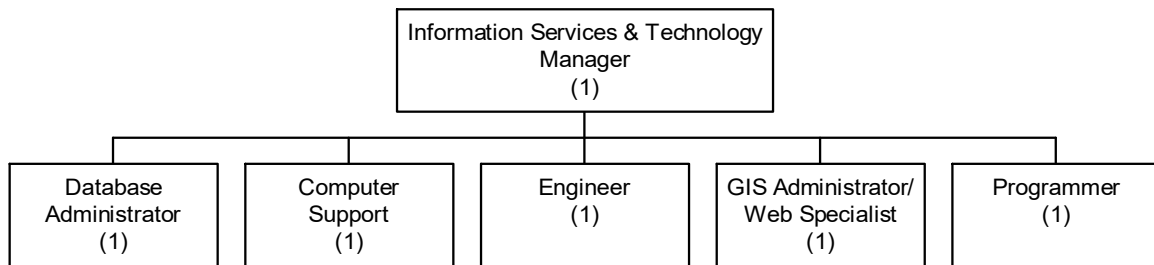 Information Services & Technology
Manager
(1)
Database
Administrator
(1)
Computer
Support
(1)
Engineer
(1)
GIS Administrator/
Web Specialist
(1)
Programmer
(1)